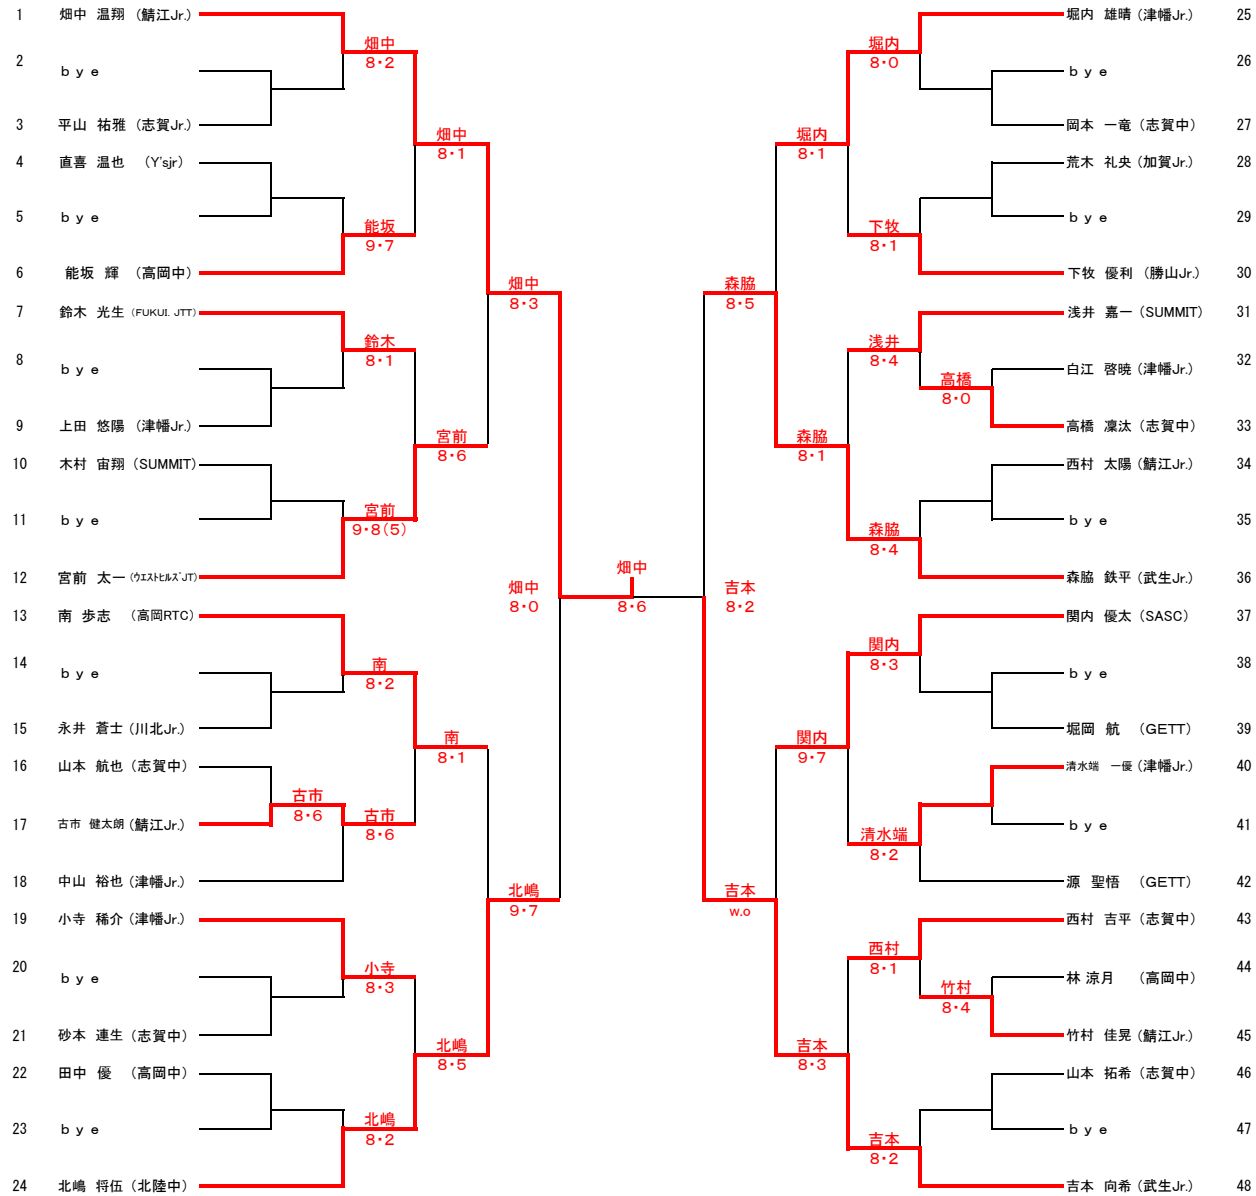 1 畑中 温翔 (鯖江Jr.)
2 bye
3 平山 祐雅 (志賀Jr.)
4 直喜 温也 (Y'sjr)
5 bye
6 能坂 輝 (高岡中)
7 鈴木 光生 (FUKUI. JTT)
8 bye
9 上田 悠陽 (津幡Jr.)
10 木村 宙翔 (SUMMIT)
11 bye
12 宮前 太一 (ウエストヒルズJT)
13 南 歩志 (高岡RTC)
14 bye
15 永井 蒼士 (川北Jr.)
16 山本 航也 (志賀中)
17 古市 健太朗 (鯖江Jr.)
18 中山 裕也 (津幡Jr.)
19 小寺 稀介 (津幡Jr.)
20 bye
21 砂本 連生 (志賀中)
22 田中 優 (高岡中)
23 bye
24 北嶋 将伍 (北陸中)
古市
8・6
畑中
8・2
能坂
9・7
鈴木
8・1
宮前
9・8(5)
南
8・2
古市
8・6
小寺
8・3
北嶋
8・2
畑中
8・1
宮前
8・6
南
8・1
北嶋
8・5
畑中
8・3
北嶋
9・7
畑中
8・0
畑中
8・6
吉本
8・2
森脇
8・5
吉本
w.o
堀内
8・1
森脇
8・1
関内
9・7
吉本
8・3
堀内
8・0
下牧
8・1
浅井
8・4
森脇
8・4
関内
8・3
清水端
8・2
西村
8・1
吉本
8・2
高橋
8・0
竹村
8・4
堀内 雄晴 (津幡Jr.) 25
bye 26
岡本 一竜 (志賀中) 27
荒木 礼央 (加賀Jr.) 28
bye 29
下牧 優利 (勝山Jr.) 30
浅井 嘉一 (SUMMIT) 31
白江 啓暁 (津幡Jr.) 32
高橋 凜汰 (志賀中) 33
西村 太陽 (鯖江Jr.) 34
bye 35
森脇 鉄平 (武生Jr.) 36
関内 優太 (SASC) 37
bye 38
堀岡 航 (GETT) 39
清水端 一優 (津幡Jr.) 40
bye 41
源 聖悟 (GETT) 42
西村 吉平 (志賀中) 43
林 涼月 (高岡中) 44
竹村 佳晃 (鯖江Jr.) 45
山本 拓希 (志賀中) 46
bye 47
吉本 向希 (武生Jr.) 48